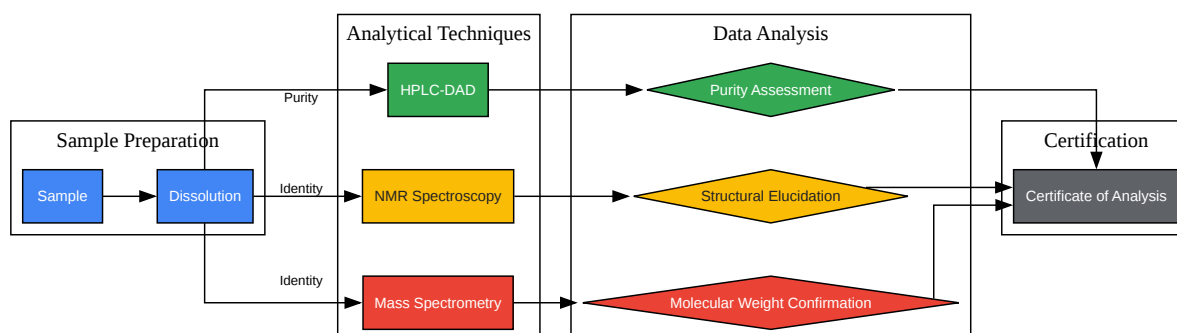 Analytical Techniques
Data Analysis
HPLC-DAD
Purity Assessment
Purity
Sample Preparation
Certification
Sample
Dissolution
Identity
NMR Spectroscopy
Structural Elucidation
Certificate of Analysis
Identity
Mass Spectrometry
Molecular Weight Confirmation